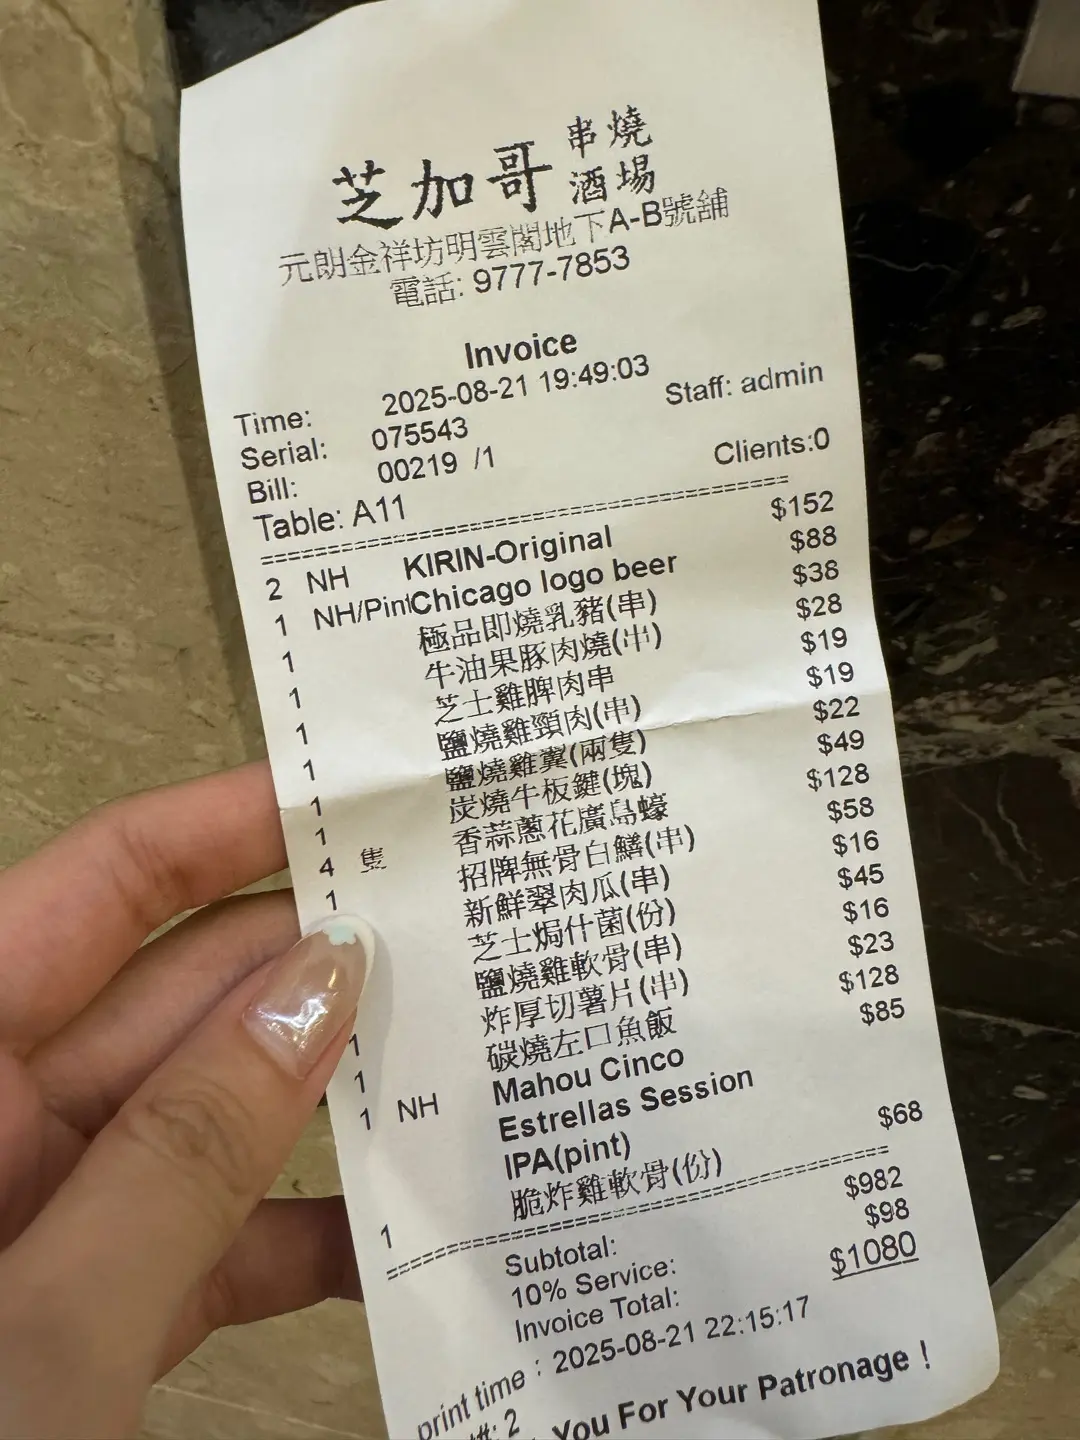 芝加哥 串燒
酒場
元朗金祥坊明雲閣地下A-B號舖
電話: 9777-7853
Invoice
Time: 2025-08-21 19:49:03
Serial: 075543 Staff: admin
Bill: 00219 /1
Table: A11 Clients:0
2 NH KIRIN-Original $152
1 NH/Pint Chicago logo beer $88
1 極品即燒乳豬(串) $38
1 牛油果豚肉燒(串) $28
1 芝士雞脾肉串 $19
1 鹽燒雞頸肉(串) $19
1 鹽燒雞翼(兩隻) $22
1 炭燒牛板鍵(塊) $49
4 隻 香蒜蔥花廣島蠔 $128
1 招牌無骨白鱔(串) $58
新鮮翠肉瓜(串) $16
芝士焗什菌(份) $45
鹽燒雞軟骨(串) $16
炸厚切薯片(串) $23
1 碳燒左口魚飯 $128
1 Mahou Cinco $85
1 NH Estrellas Session
IPA(pint) $68
1 脆炸雞軟骨(份)
Subtotal: $982
10% Service: $98
Invoice Total: $1080
print time : 2025-08-21 22:15:17
2
You For Your Patronage !